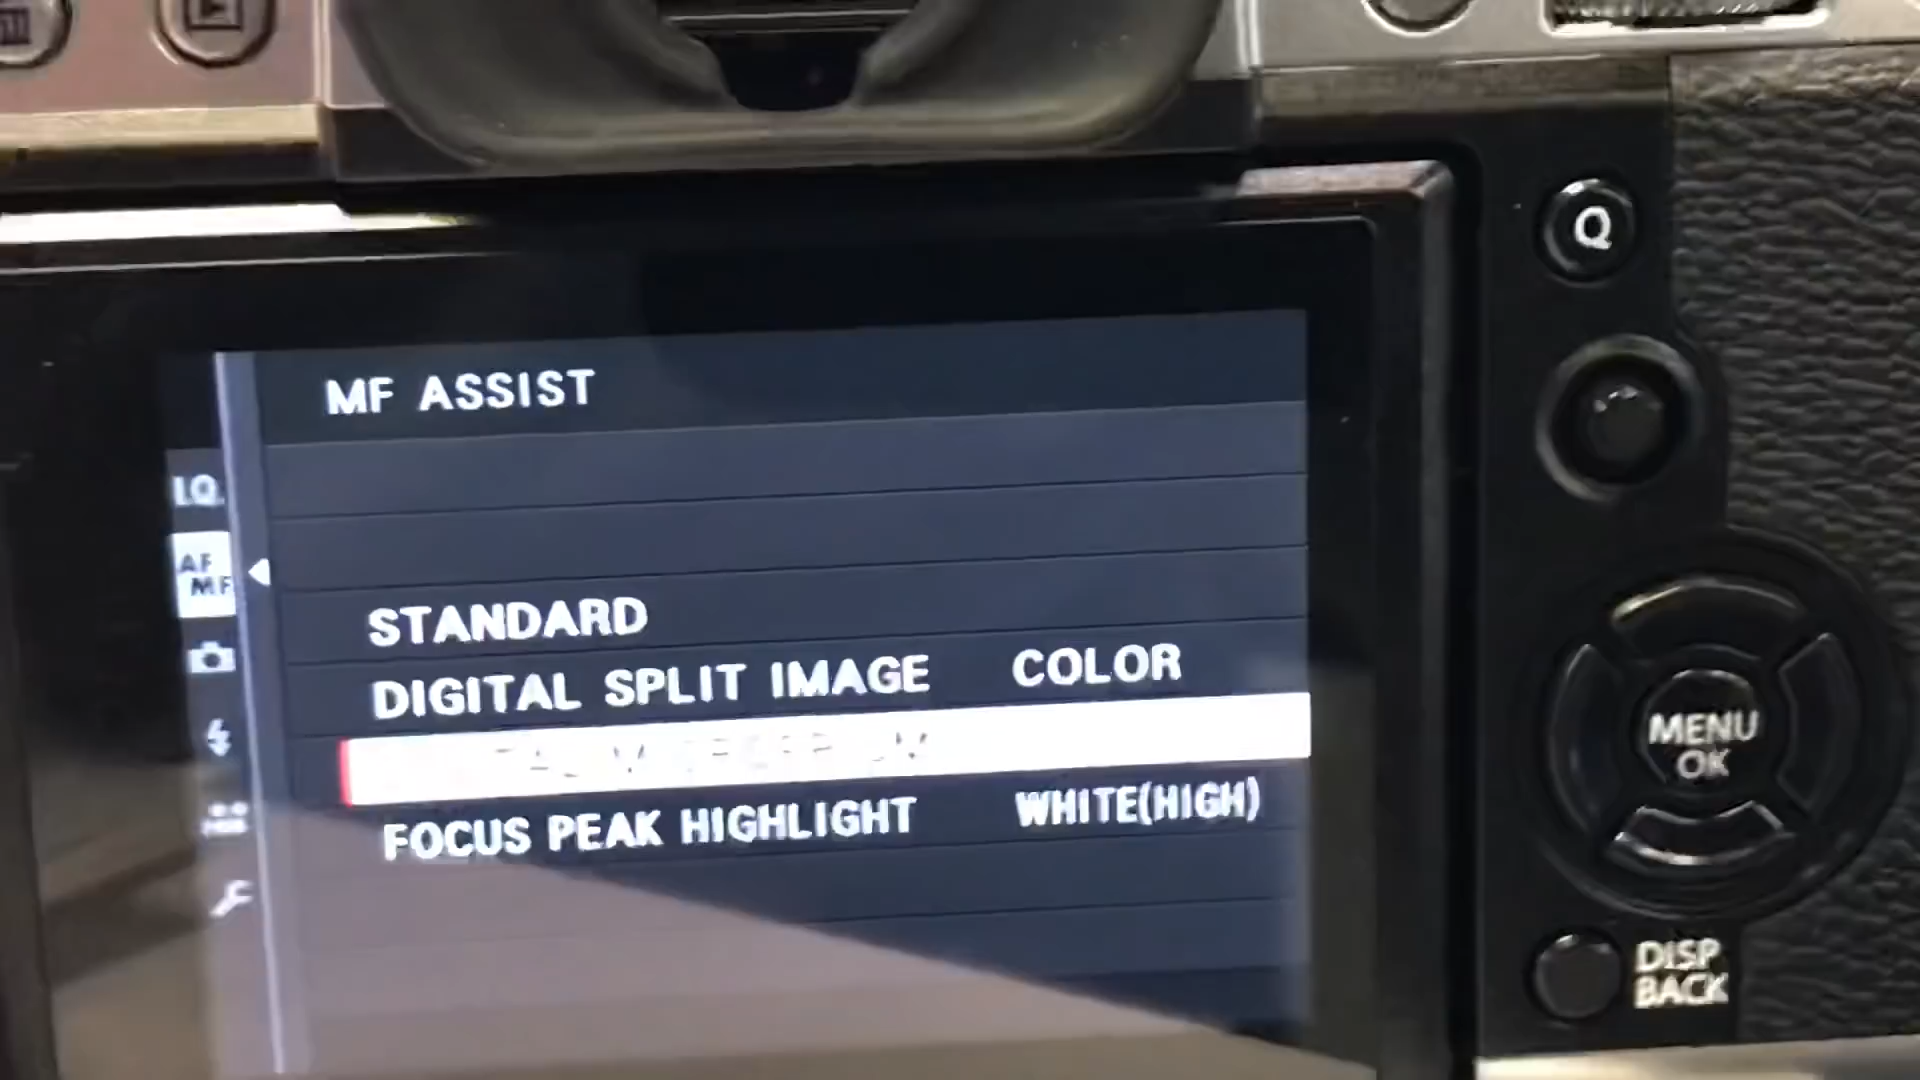 Q
MF ASSIST
I.Q.
AF
MF
STANDARD
DIGITAL SPLIT IMAGE COLOR
FOCUS PEAK HIGHLIGHT WHITE(HIGH)
MENU
OK
DISP
BACK